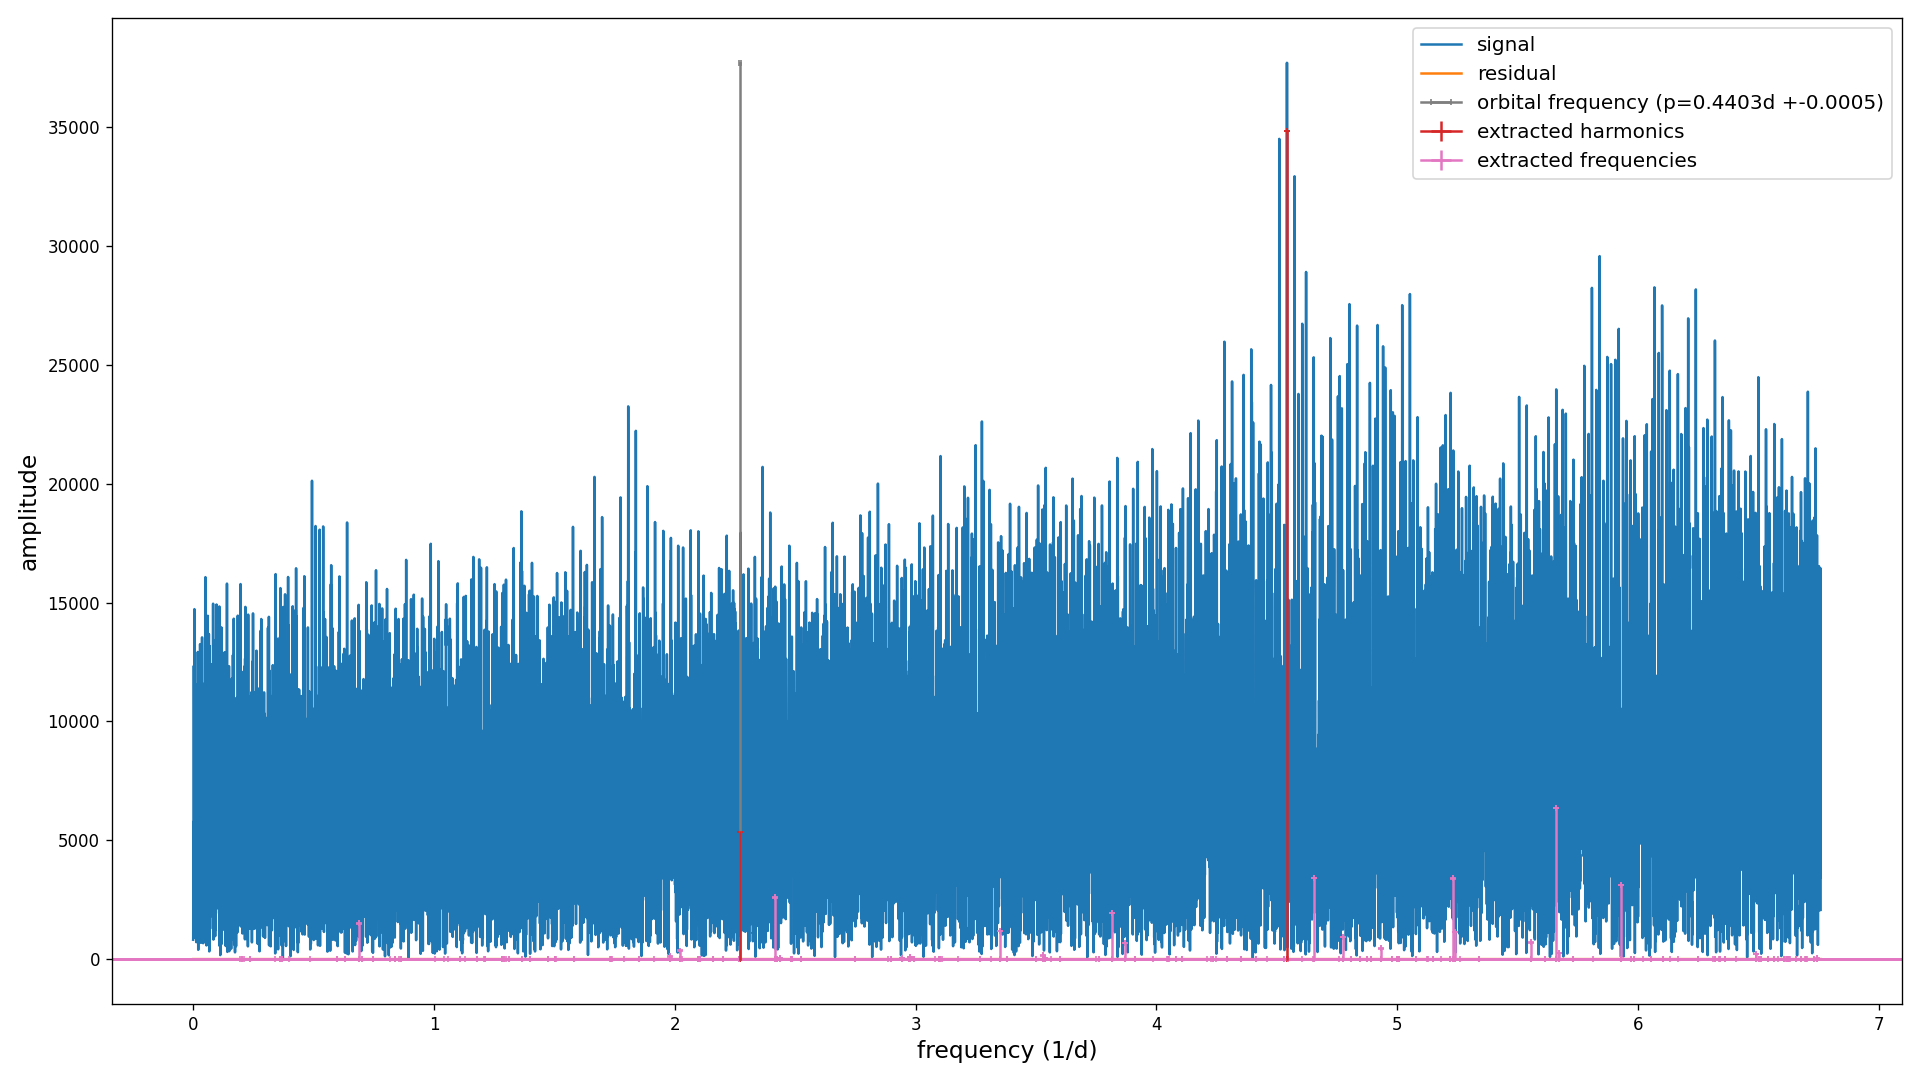 signal
residual
orbital frequency (p=0.4403d +-0.0005)
extracted harmonics
extracted frequencies
amplitude
35000
30000
25000
20000
15000
10000
5000
0
0 1 2 3 4 5 6 7
frequency (1/d)